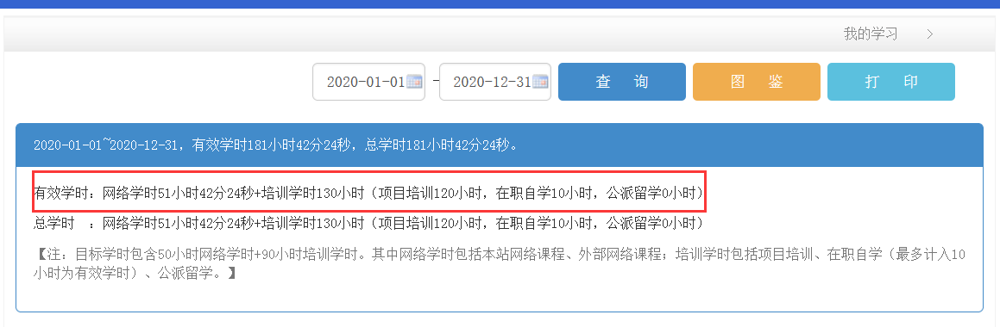 我的学习 >
2020-01-01 - 2020-12-31 查 询 图 鉴 打 印
2020-01-01~2020-12-31，有效学时181小时42分24秒，总学时181小时42分24秒。
有效学时：网络学时51小时42分24秒+培训学时130小时（项目培训120小时，在职自学10小时，公派留学0小时）
总学时 ：网络学时51小时42分24秒+培训学时130小时（项目培训120小时，在职自学10小时，公派留学0小时）
【注：目标学时包含50小时网络学时+90小时培训学时。其中网络学时包括本站网络课程、外部网络课程；培训学时包括项目培训、在职自学（最多计入10
小时为有效学时）、公派留学。】